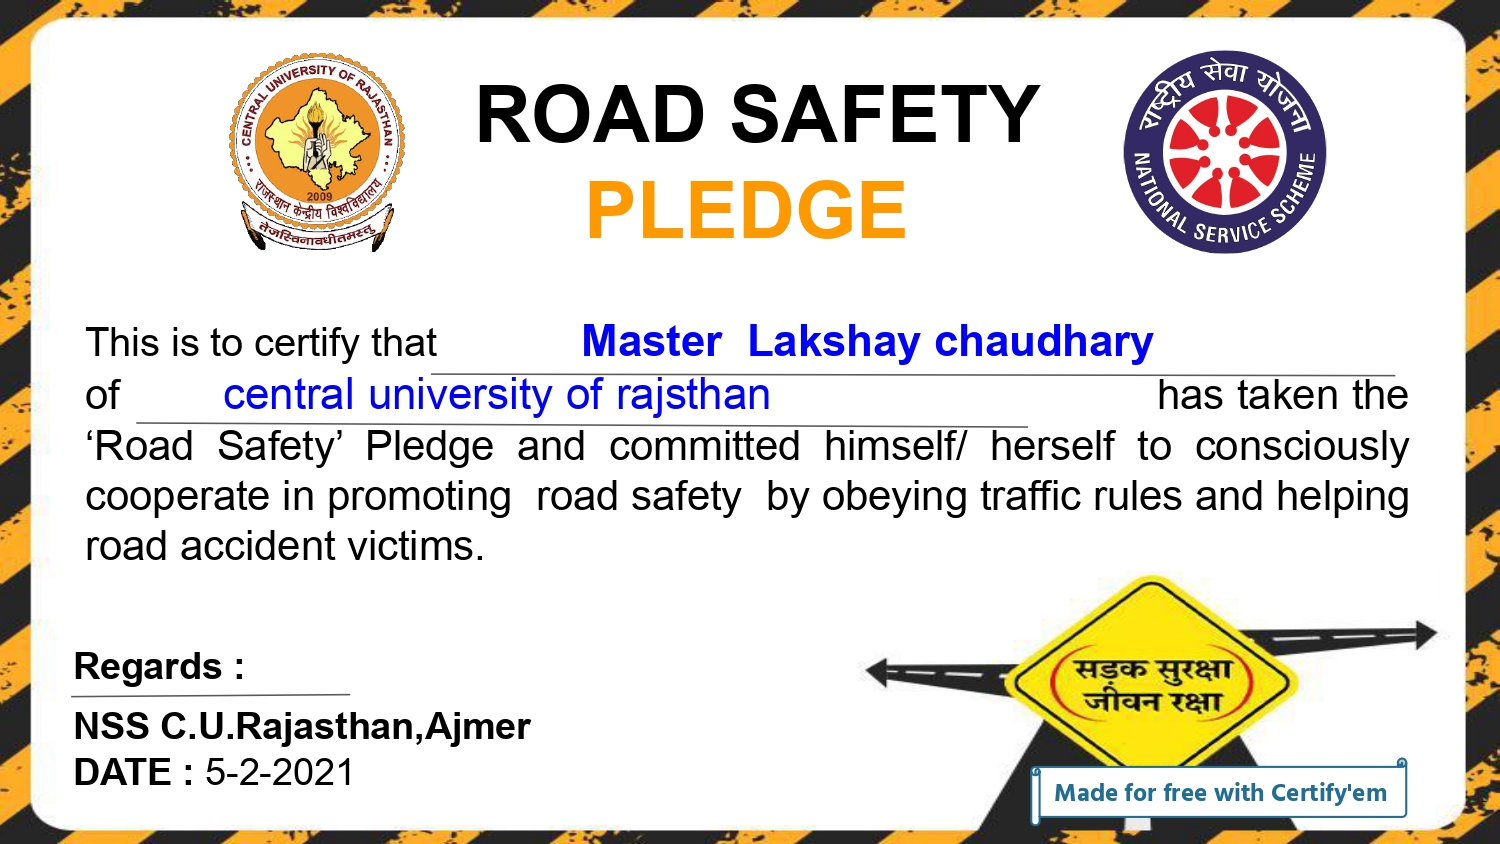 CENTRAL UNIVERSITY OF RAJASTHAN
2009
राजस्थान केन्द्रीय विश्वविद्यालय
तेजस्विनावधीतमस्तु
ROAD SAFETY
PLEDGE
राष्ट्रीय सेवा योजना
NATIONAL SERVICE SCHEME
This is to certify that Master Lakshay chaudhary
of central university of rajsthan has taken the
‘Road Safety’ Pledge and committed himself/ herself to consciously
cooperate in promoting road safety by obeying traffic rules and helping
road accident victims.
Regards :
NSS C.U.Rajasthan,Ajmer
DATE : 5-2-2021
सड़क सुरक्षा
जीवन रक्षा
Made for free with Certify'em